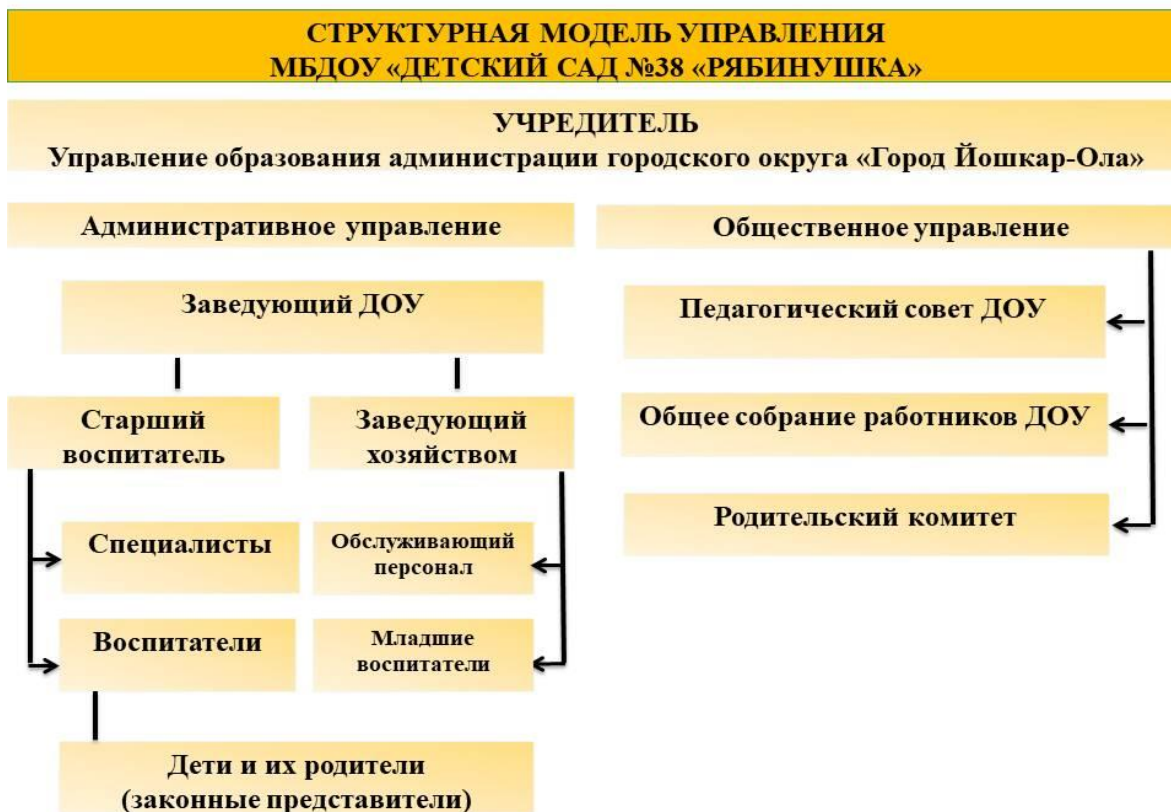 СТРУКТУРНАЯ МОДЕЛЬ УПРАВЛЕНИЯ
МБДОУ «ДЕТСКИЙ САД №38 «РЯБИНУШКА»
УЧРЕДИТЕЛЬ
Управление образования администрации городского округа «Город Йошкар-Ола»
Административное управление
Заведующий ДОУ
Старший
воспитатель
Заведующий
хозяйством
Специалисты
Обслуживающий
персонал
Воспитатели
Младшие
воспитатели
Дети и их родители
(законные представители)
Общественное управление
Педагогический совет ДОУ
Общее собрание работников ДОУ
Родительский комитет